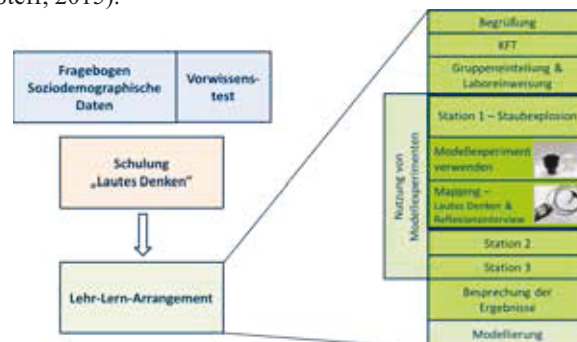 2015).
Fragebogen
Soziodemographische
Daten
Vorwissens-
test
Schulung
„Lautes Denken“
Lehr-Lern-Arrangement
Nutzung von
Modellexperimenten
Begrüßung
KFT
Gruppeneinteilung &
Laboreinweisung
Station 1 – Staubexplosion
Modellexperiment
verwenden
Mapping –
Lautes Denken &
Reflexionsinterview
Station 2
Station 3
Besprechung der
Ergebnisse
Modellierung